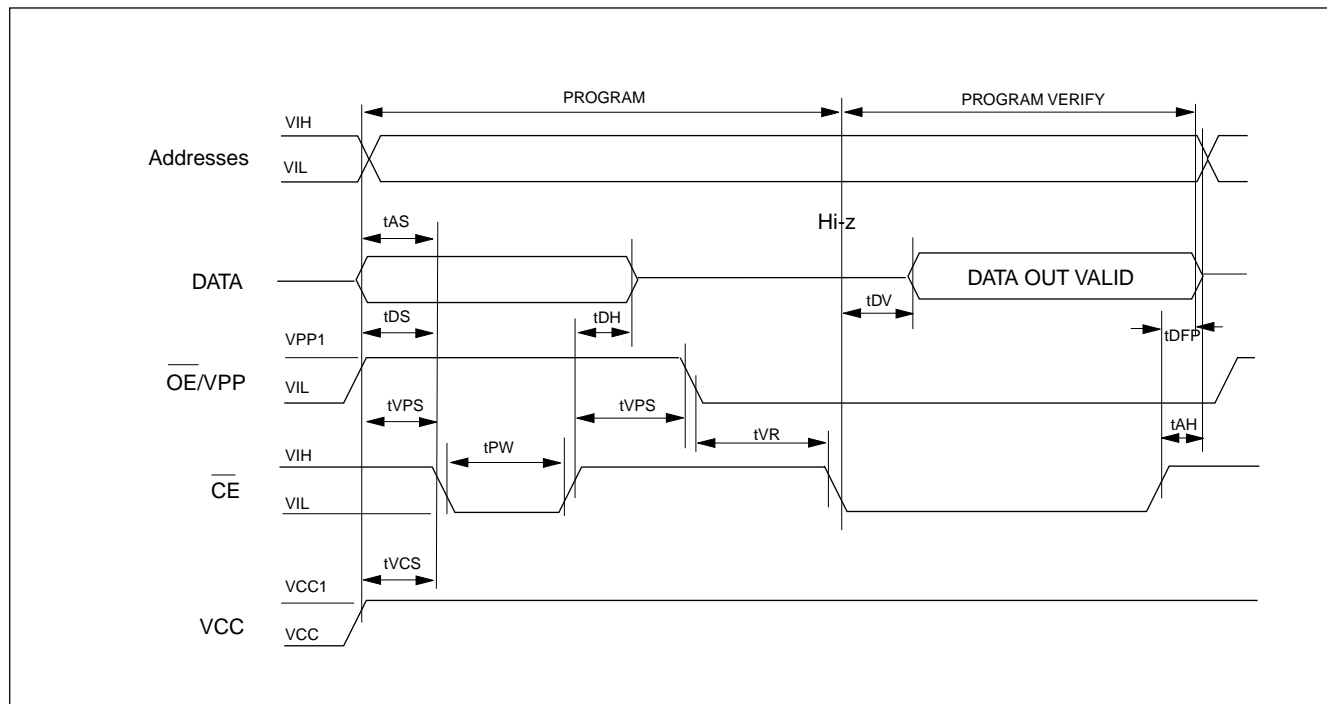 PROGRAM
PROGRAM VERIFY
VIH
Addresses
VIL
tAS
Hi-z
DATA
DATA OUT VALID
tDS
tDH
tDV
tDFP
VPP1
OE/VPP
VIL
tVPS
tVPS
tAH
tPW
tVR
VIH
CE
VIL
tVCS
VCC1
VCC
VCC